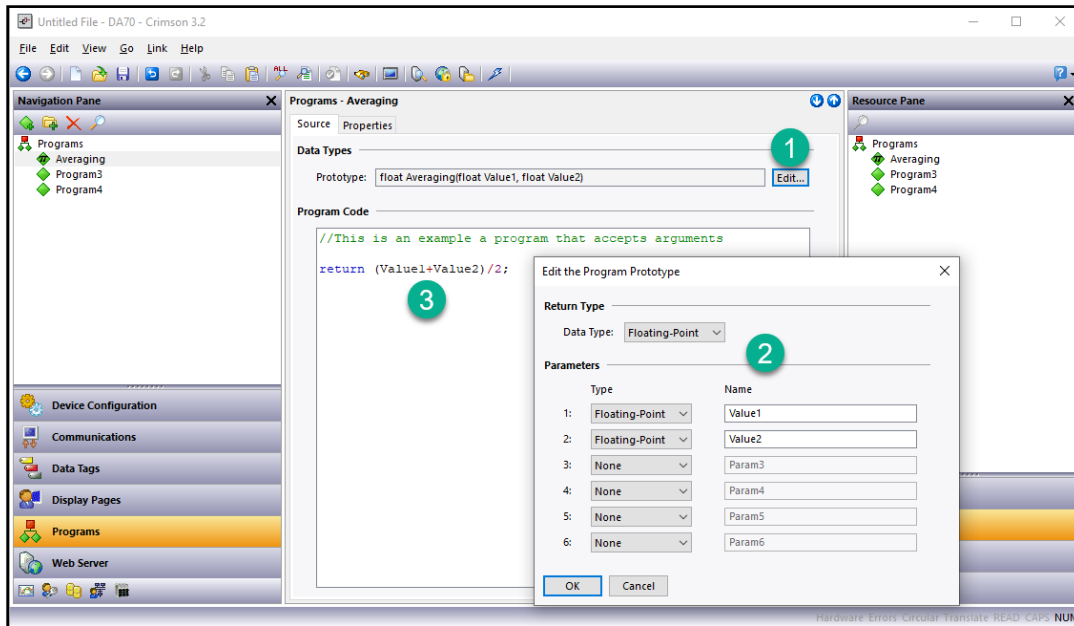 Untitled File - DA70 - Crimson 3.2
File Edit View Go Link Help
ALL
Navigation Pane
Programs
Averaging
Program3
Program4
Device Configuration
Communications
Data Tags
Display Pages
Programs
Web Server
Programs - Averaging
Source Properties
Data Types
1
Prototype: float Averaging(float Value1, float Value2) Edit...
Program Code
//This is an example a program that accepts arguments
return (Value1+Value2)/2;
3
Edit the Program Prototype
Return Type
Data Type: Floating-Point
2
Parameters
Type Name
1: Floating-Point Value1
2: Floating-Point Value2
3: None Param3
4: None Param4
5: None Param5
6: None Param6
OK Cancel
Resource Pane
Programs
Averaging
Program3
Program4
Hardware Errors Circular Translate READ CAPS NUM